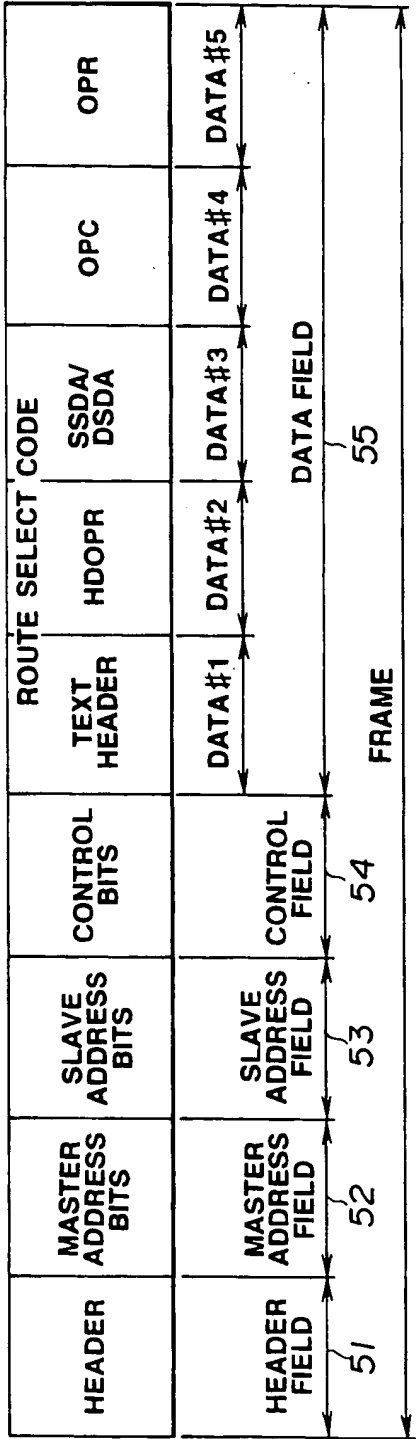 ROUTE SELECT CODE
HEADER
MASTER
ADDRESS
BITS
SLAVE
ADDRESS
BITS
CONTROL
BITS
TEXT
HEADER
HDOPR
SSDA/
DSDA
OPC
OPR
HEADER
FIELD
MASTER
ADDRESS
FIELD
SLAVE
ADDRESS
FIELD
CONTROL
FIELD
DATA#1
DATA#2
DATA#3
DATA#4
DATA#5
DATA FIELD
51
52
53
54
55
FRAME